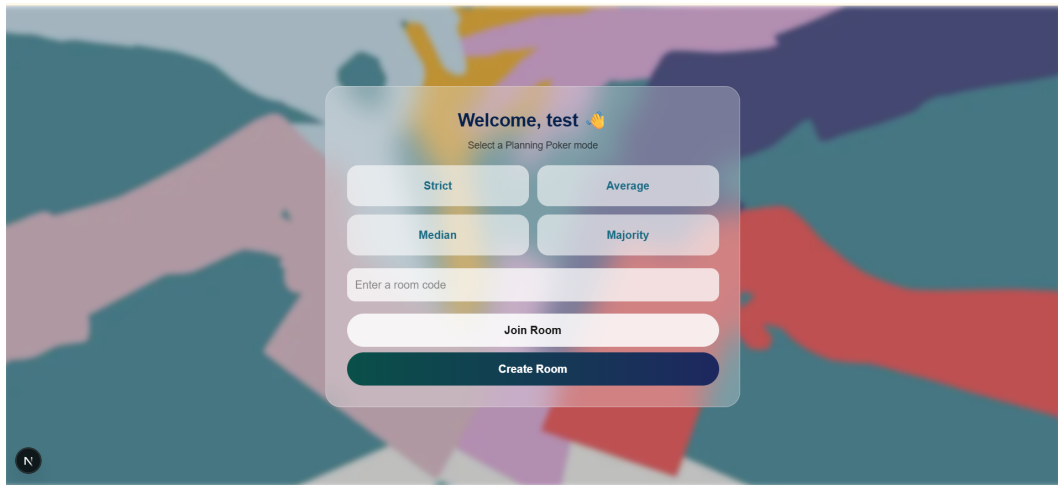 Welcome, test 👋
Select a Planning Poker mode
Strict
Average
Median
Majority
Enter a room code
Join Room
Create Room
N